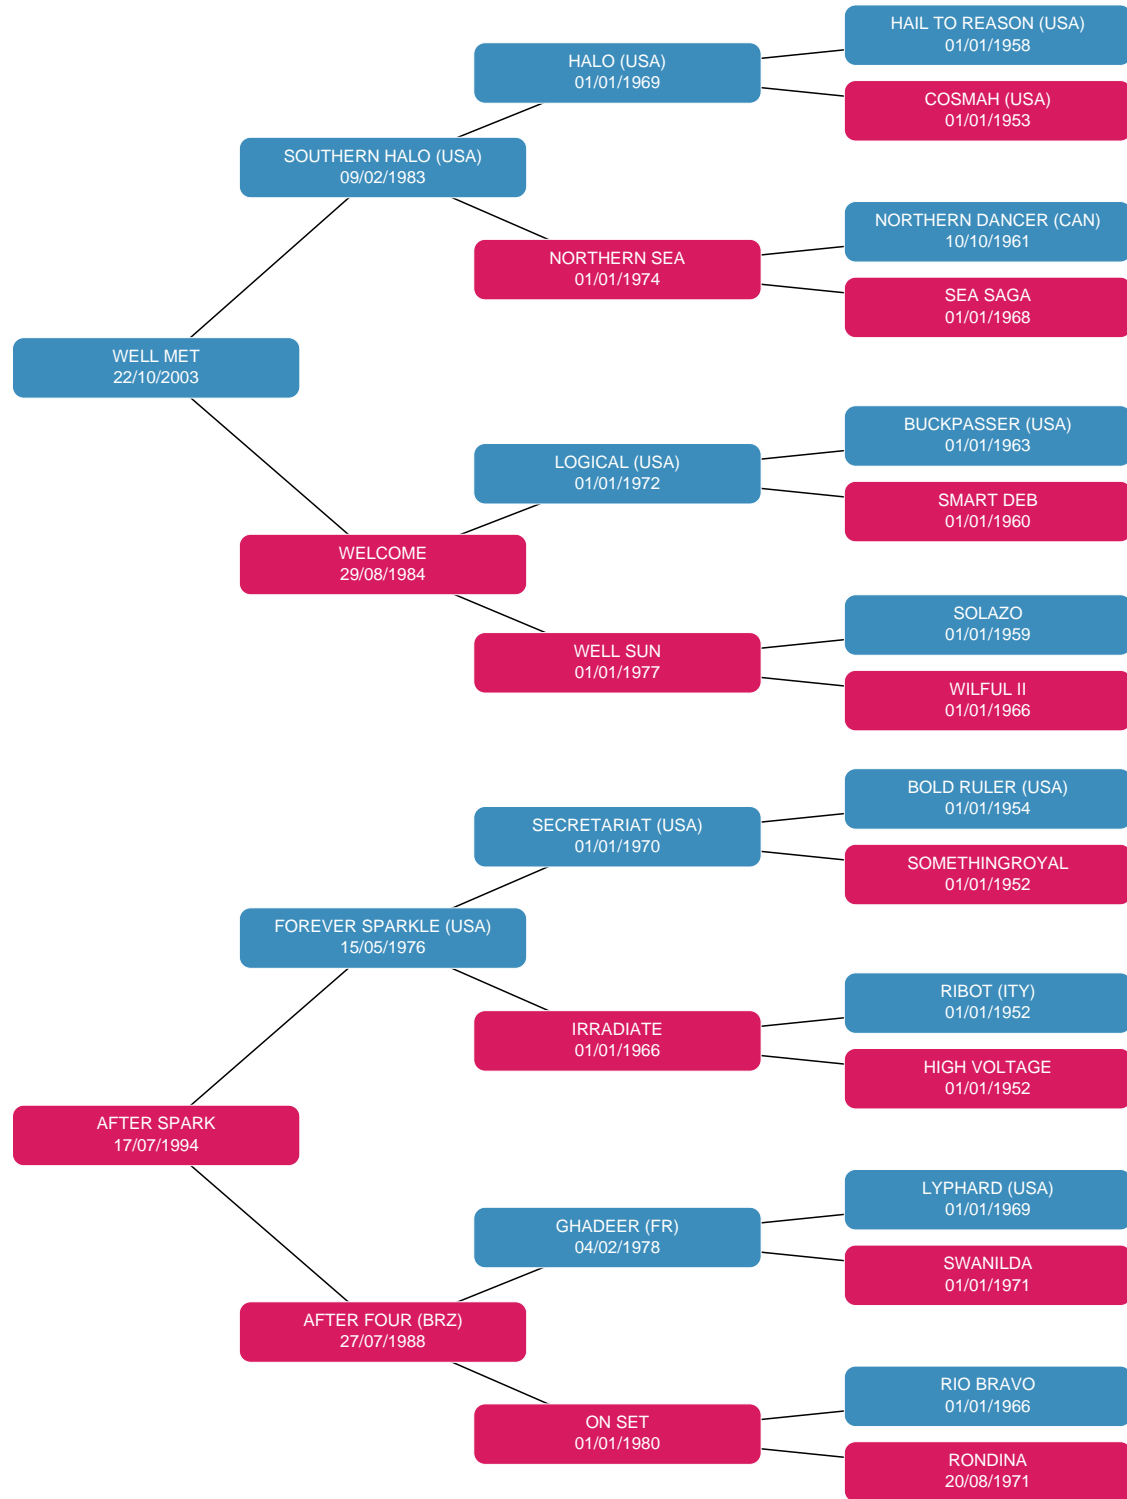 HAIL TO REASON (USA)
01/01/1958
HALO (USA)
01/01/1969
COSMAH (USA)
01/01/1953
SOUTHERN HALO (USA)
09/02/1983
NORTHERN DANCER (CAN)
10/10/1961
NORTHERN SEA
01/01/1974
SEA SAGA
01/01/1968
WELL MET
22/10/2003
BUCKPASSER (USA)
01/01/1963
LOGICAL (USA)
01/01/1972
SMART DEB
01/01/1960
WELCOME
29/08/1984
SOLAZO
01/01/1959
WELL SUN
01/01/1977
WILFUL II
01/01/1966
BOLD RULER (USA)
01/01/1954
SECRETARIAT (USA)
01/01/1970
SOMETHINGROYAL
01/01/1952
FOREVER SPARKLE (USA)
15/05/1976
RIBOT (ITY)
01/01/1952
IRRADIATE
01/01/1966
HIGH VOLTAGE
01/01/1952
AFTER SPARK
17/07/1994
LYPHARD (USA)
01/01/1969
GHADEER (FR)
04/02/1978
SWANILDA
01/01/1971
AFTER FOUR (BRZ)
27/07/1988
RIO BRAVO
01/01/1966
ON SET
01/01/1980
RONDINA
20/08/1971